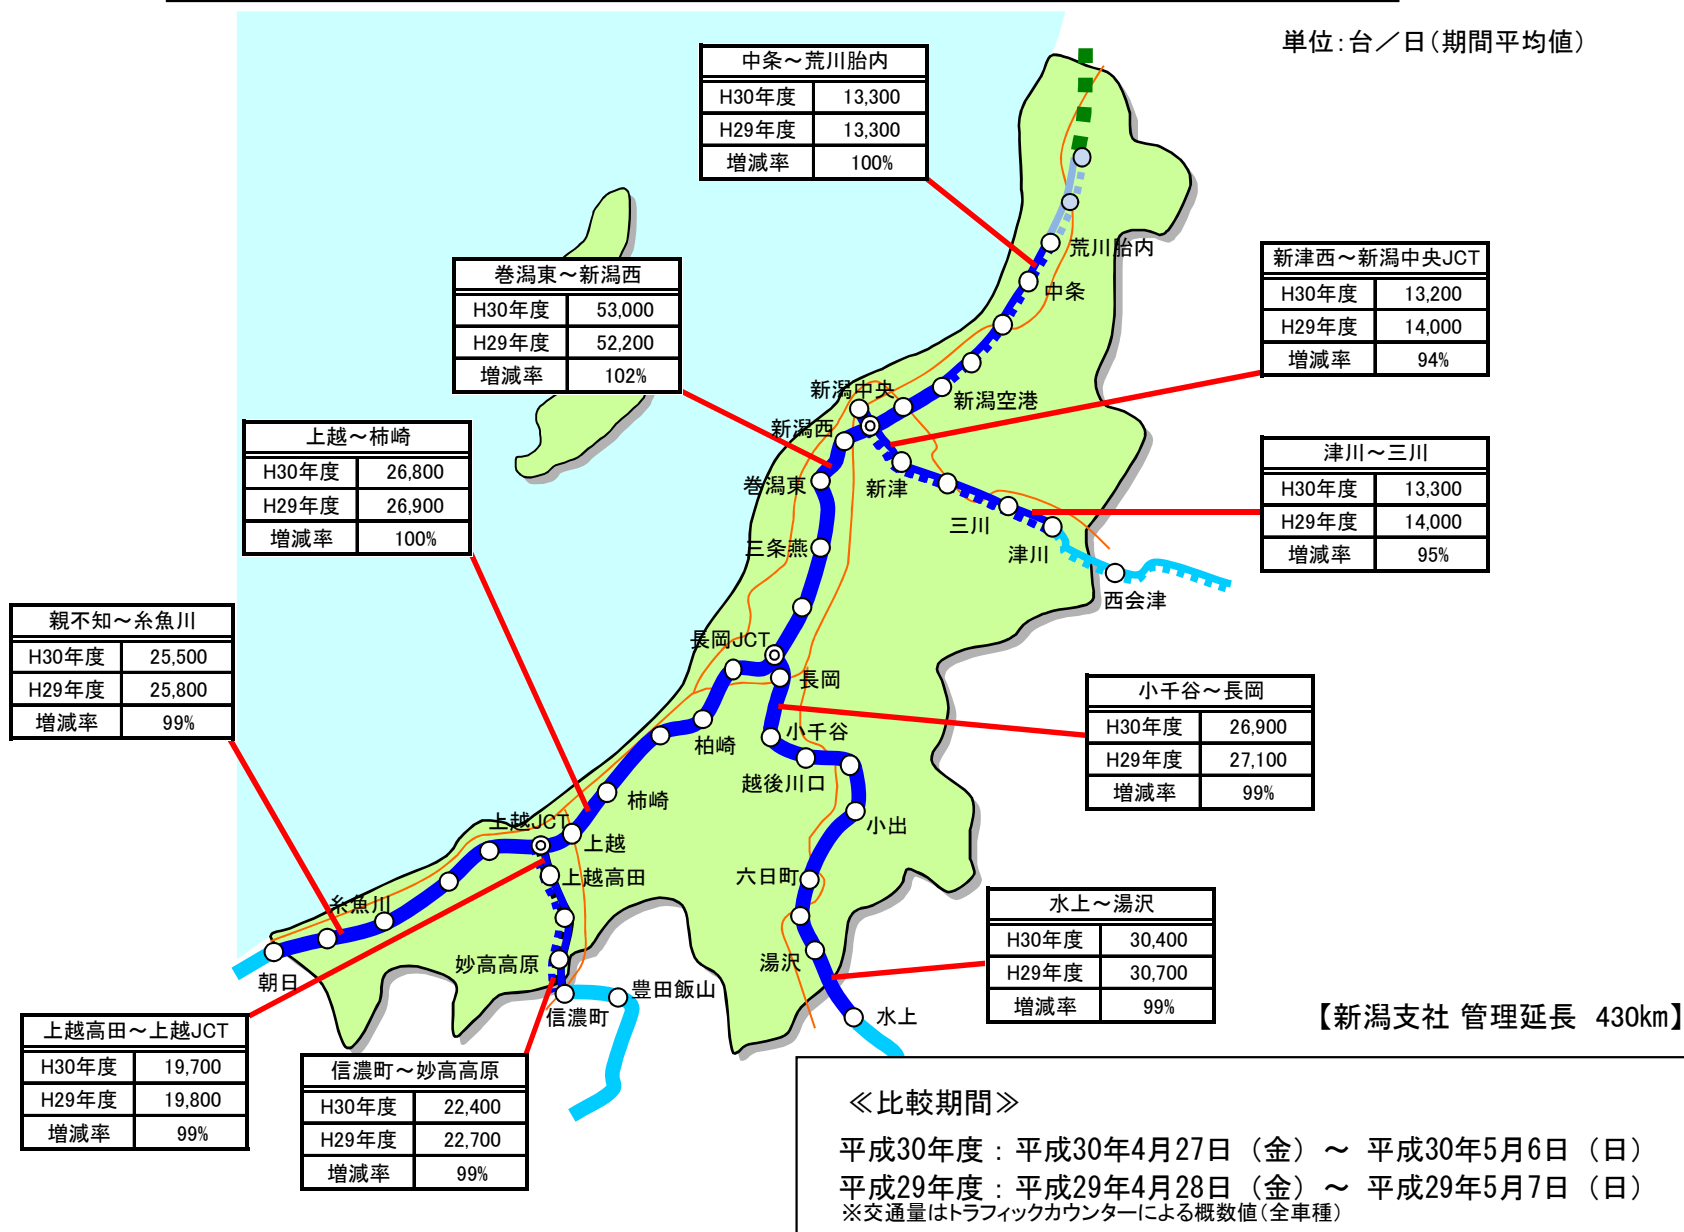 単位：台／日（期間平均値）
中条～荒川胎内
H30年度 13,300
H29年度 13,300
増減率 100%
巻潟東～新潟西
H30年度 53,000
H29年度 52,200
増減率 102%
新津西～新潟中央JCT
H30年度 13,200
H29年度 14,000
増減率 94%
上越～柿崎
H30年度 26,800
H29年度 26,900
増減率 100%
津川～三川
H30年度 13,300
H29年度 14,000
増減率 95%
親不知～糸魚川
H30年度 25,500
H29年度 25,800
増減率 99%
小千谷～長岡
H30年度 26,900
H29年度 27,100
増減率 99%
水上～湯沢
H30年度 30,400
H29年度 30,700
増減率 99%
上越高田～上越JCT
H30年度 19,700
H29年度 19,800
増減率 99%
信濃町～妙高高原
H30年度 22,400
H29年度 22,700
増減率 99%
荒川胎内
中条
新潟中央
新潟空港
新潟西
巻潟東
新津
三川
津川
西会津
三条燕
長岡JCT
長岡
小千谷
柏崎
越後川口
柿崎
小出
上越JCT
上越
上越高田
六日町
糸魚川
湯沢
妙高高原
朝日
豊田飯山
信濃町
水上
【新潟支社 管理延長 430km】
≪比較期間≫
平成30年度：平成30年4月27日（金）～ 平成30年5月6日（日）
平成29年度：平成29年4月28日（金）～ 平成29年5月7日（日）
※交通量はトラフィックカウンターによる概数値（全車種）